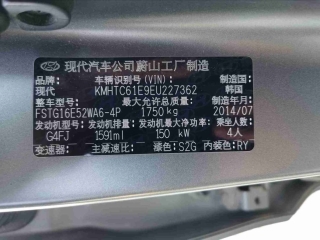 现代汽车公司蔚山工厂制造
品牌: 车辆识别号(VIN): 制造国:
现代 KMHTC61E9EU227362 韩国
整车型号: 最大允许总质量: 制造年月:
FSTG16E52WA6-4P 1750kg 2014/07
发动机型号: 发动机排量: 发动机最大净功率: 乘坐人数:
G4FJ 1591ml 150 kW 4人
变速器: 主减速比: 漆色:S2G 内装色:RY